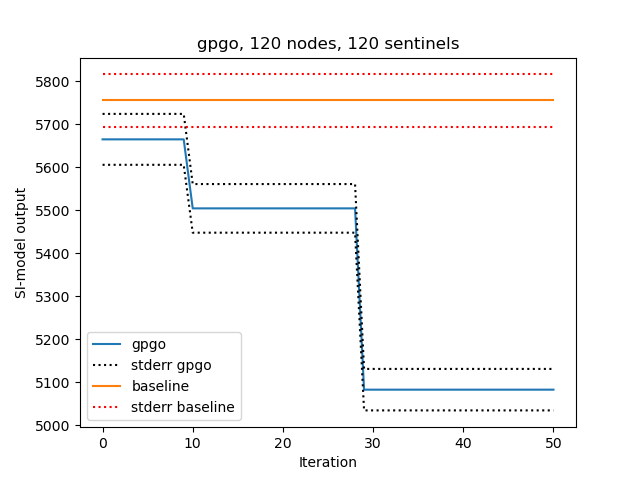 gpgo, 120 nodes, 120 sentinels
5800
5700
5600
5500
5400
5300
5200
5100
5000
SI-model output
gpgo
stderr gpgo
baseline
stderr baseline
0 10 20 30 40 50
Iteration